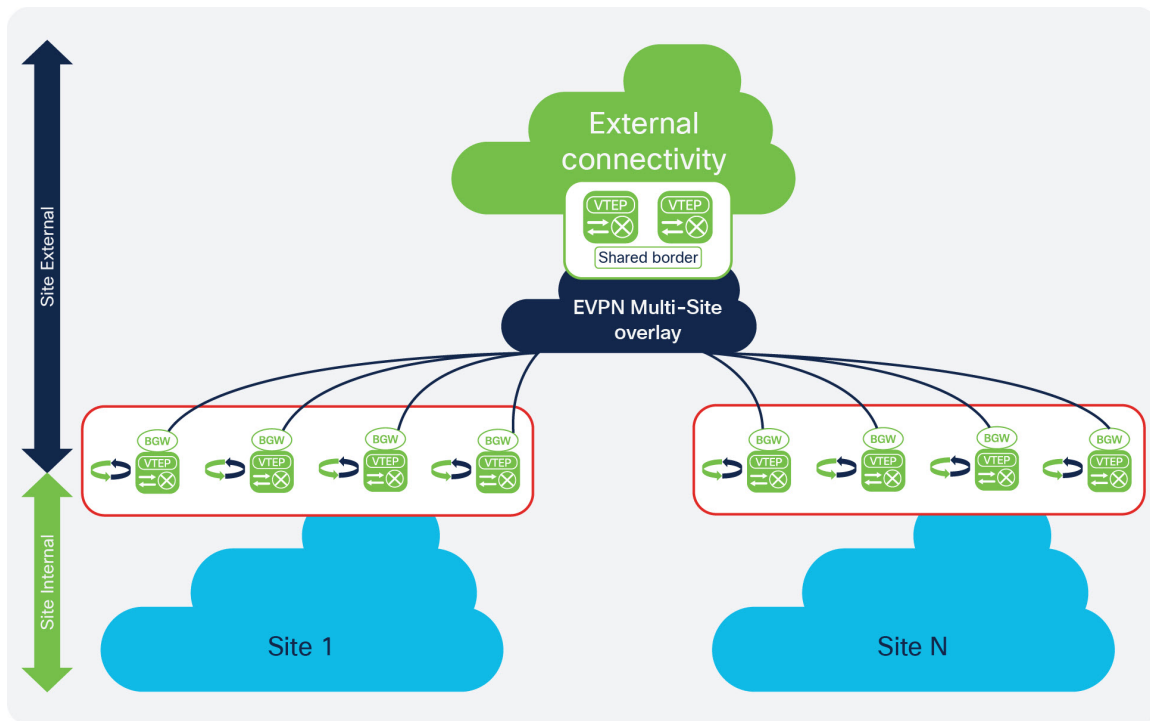 External
connectivity
VTEP VTEP
Shared border
EVPN Multi-Site
overlay
Site External
BGW BGW BGW BGW BGW BGW BGW BGW
VTEP VTEP VTEP VTEP VTEP VTEP VTEP VTEP
Site Internal
Site 1
Site N